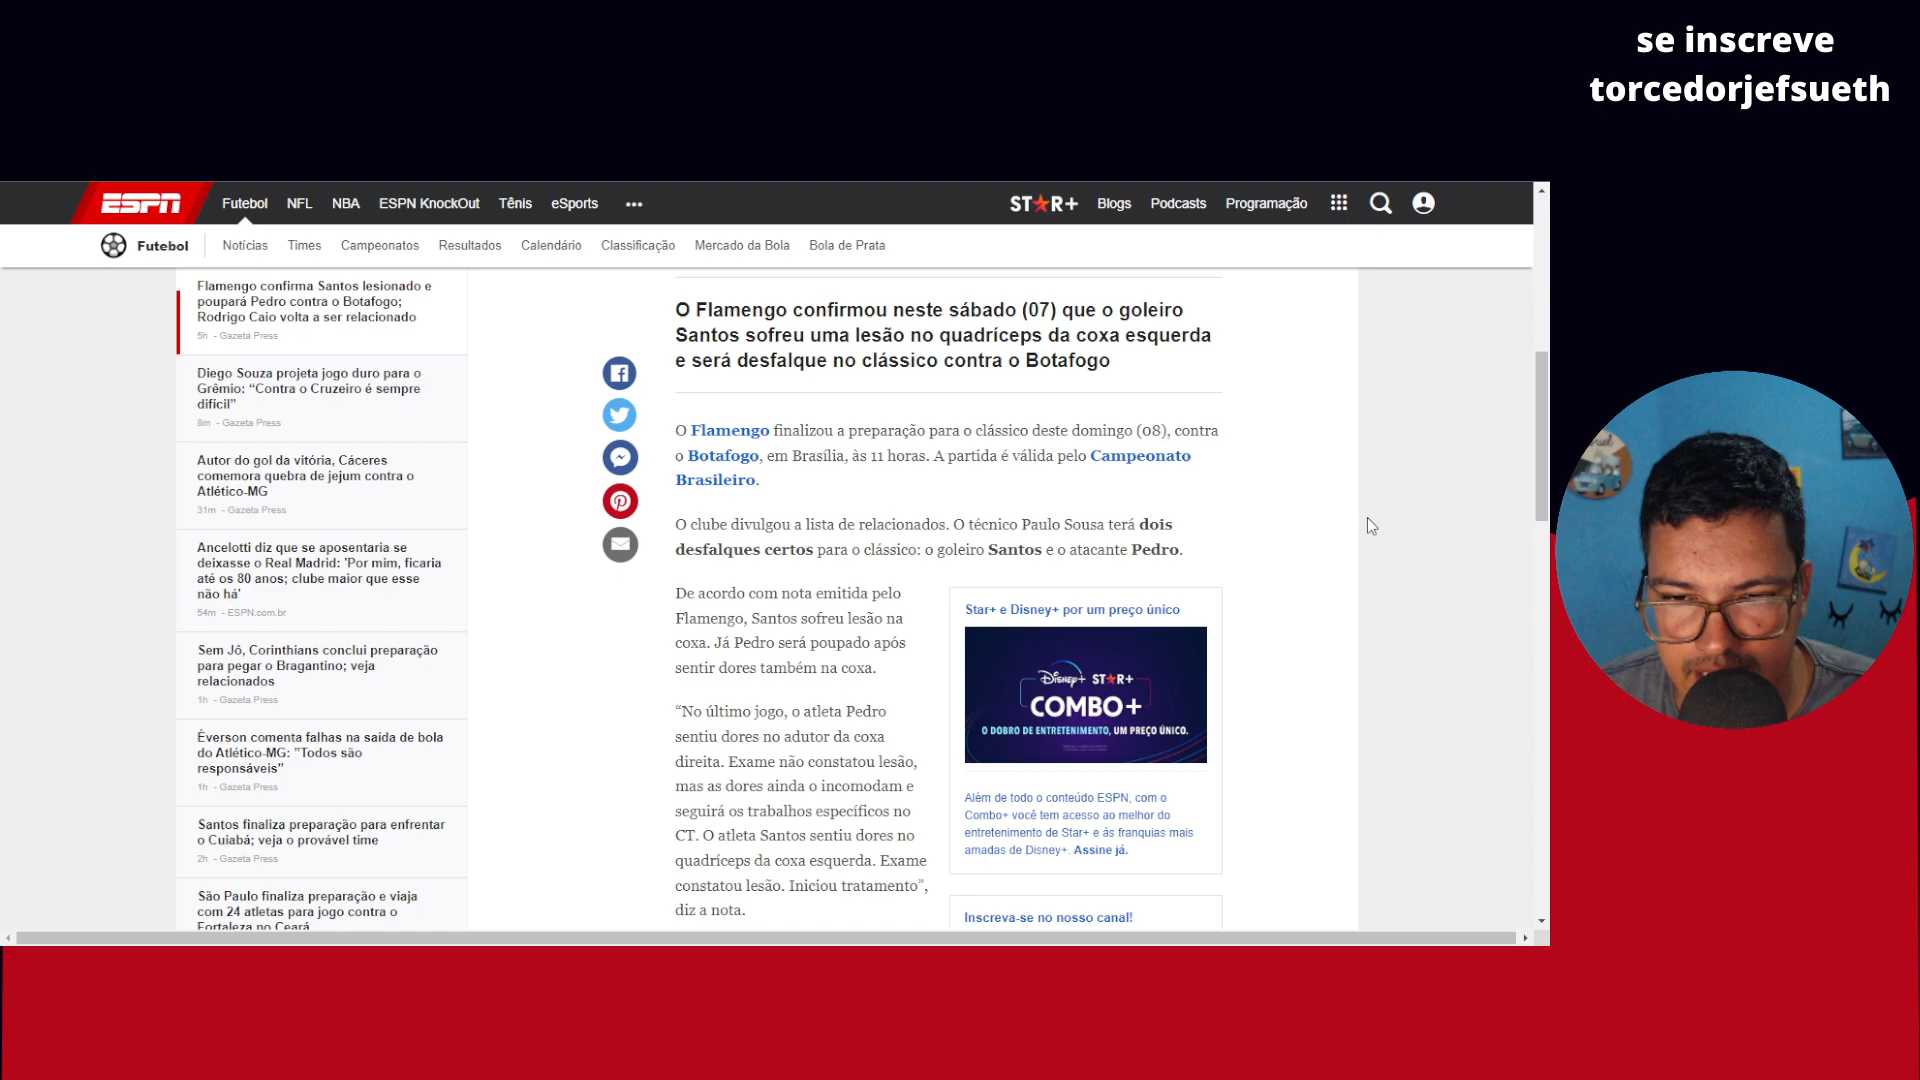 se inscreve
torcedorjefsueth
ESPN
Futebol NFL NBA ESPN KnockOut Tênis eSports
ST★R+ Blogs Podcasts Programação
Futebol Notícias Times Campeonatos Resultados Calendário Classificação Mercado da Bola Bola de Prata
Flamengo confirma Santos lesionado e
poupará Pedro contra o Botafogo;
Rodrigo Caio volta a ser relacionado
5h - Gazeta Press
Diego Souza projeta jogo duro para o
Grêmio: “Contra o Cruzeiro é sempre
difícil”
8m - Gazeta Press
Autor do gol da vitória, Cáceres
comemora quebra de jejum contra o
Atlético-MG
31m - Gazeta Press
Ancelotti diz que se aposentaria se
deixasse o Real Madrid: 'Por mim, ficaria
até os 80 anos; clube maior que esse
não há'
54m - ESPN.com.br
Sem Jô, Corinthians conclui preparação
para pegar o Bragantino; veja
relacionados
1h - Gazeta Press
Éverson comenta falhas na saída de bola
do Atlético-MG: "Todos são
responsáveis”
1h - Gazeta Press
Santos finaliza preparação para enfrentar
o Cuiabá; veja o provável time
2h - Gazeta Press
São Paulo finaliza preparação e viaja
com 24 atletas para jogo contra o
Fortaleza no Ceará
O Flamengo confirmou neste sábado (07) que o goleiro
Santos sofreu uma lesão no quadríceps da coxa esquerda
e será desfalque no clássico contra o Botafogo
O Flamengo finalizou a preparação para o clássico deste domingo (08), contra
o Botafogo, em Brasília, às 11 horas. A partida é válida pelo Campeonato
Brasileiro.
O clube divulgou a lista de relacionados. O técnico Paulo Sousa terá dois
desfalques certos para o clássico: o goleiro Santos e o atacante Pedro.
De acordo com nota emitida pelo
Flamengo, Santos sofreu lesão na
coxa. Já Pedro será poupado após
sentir dores também na coxa.
“No último jogo, o atleta Pedro
sentiu dores no adutor da coxa
direita. Exame não constatou lesão,
mas as dores ainda o incomodam e
seguirá os trabalhos específicos no
CT. O atleta Santos sentiu dores no
quadríceps da coxa esquerda. Exame
constatou lesão. Iniciou tratamento”,
diz a nota.
Star+ e Disney+ por um preço único
Disney+ ST★R+
COMBO+
O DOBRO DE ENTRETENIMENTO, UM PREÇO ÚNICO.
Além de todo o conteúdo ESPN, com o
Combo+ você tem acesso ao melhor do
entretenimento de Star+ e às franquias mais
amadas de Disney+. Assine já.
Inscreva-se no nosso canal!